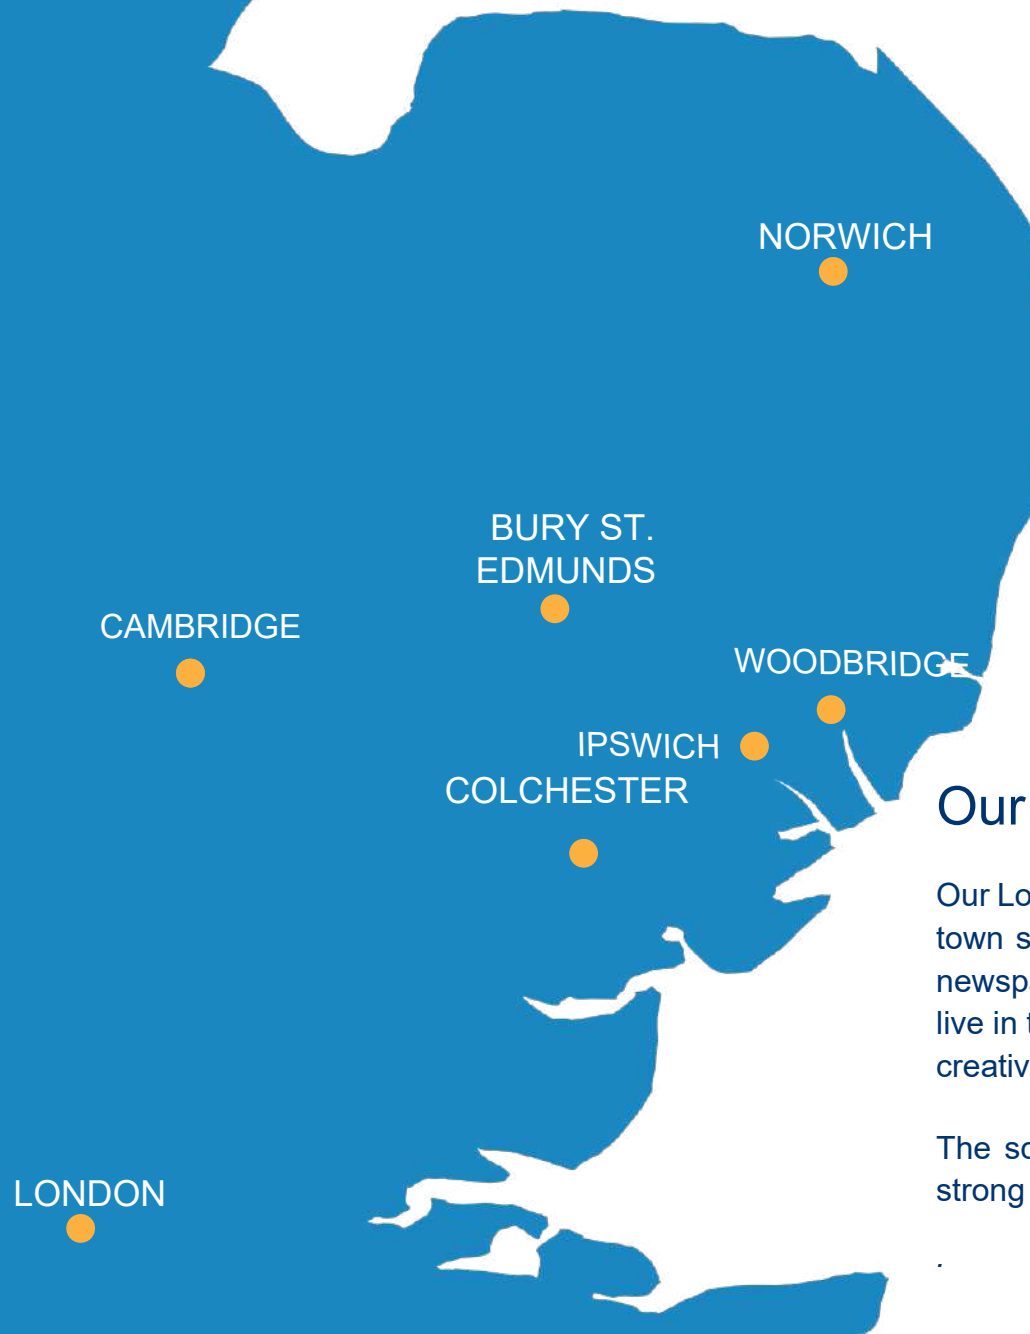 NORWICH
BURY ST.
EDMUNDS
CAMBRIDGE
WOODBRIDGE
IPSWICH
COLCHESTER
Our
Our Lo
town s
newspa
live in t
creativ
The sc
strong
LONDON
.